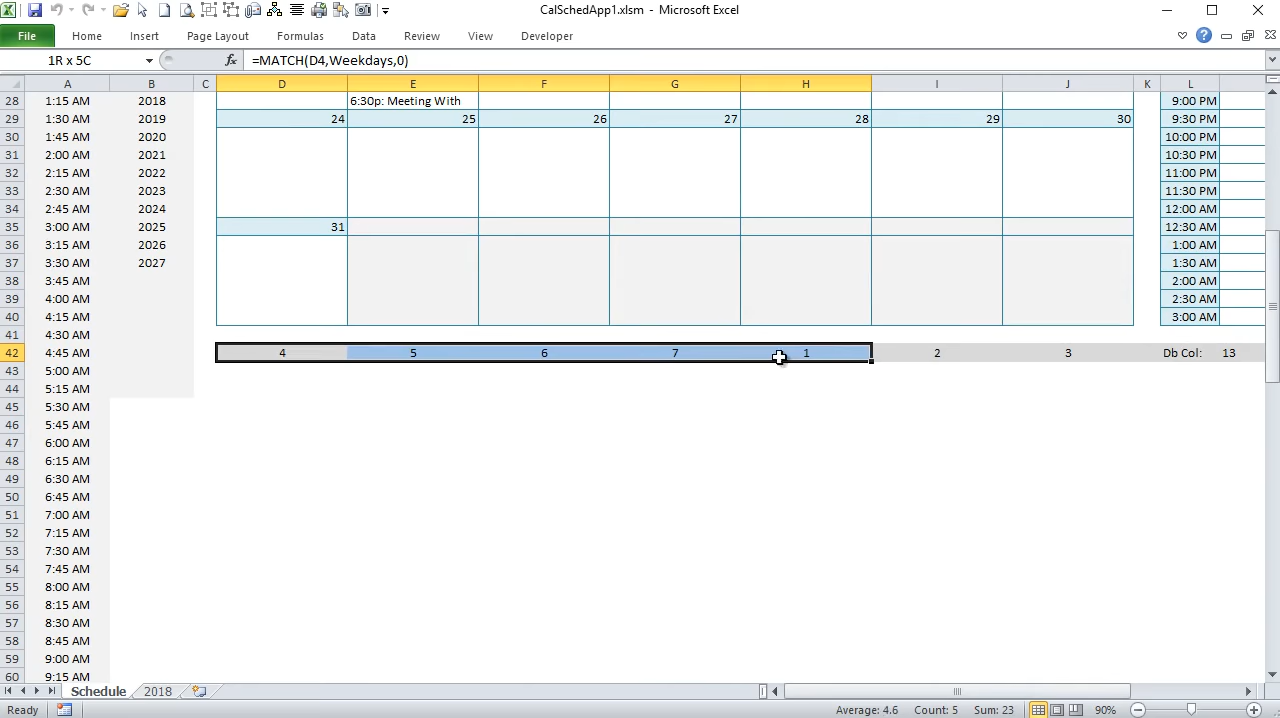 CalSchedApp1.xlsm - Microsoft Excel
File Home Insert Page Layout Formulas Data Review View Developer
1R x 5C fx =MATCH(D4,Weekdays,0)
A B C D E F G H I J K L
28 1:15 AM 2018 6:30p: Meeting With 9:00 PM
29 1:30 AM 2019 24 25 26 27 28 29 30 9:30 PM
30 1:45 AM 2020 10:00 PM
31 2:00 AM 2021 10:30 PM
32 2:15 AM 2022 11:00 PM
33 2:30 AM 2023 11:30 PM
34 2:45 AM 2024 12:00 AM
35 3:00 AM 2025 31 12:30 AM
36 3:15 AM 2026 1:00 AM
37 3:30 AM 2027 1:30 AM
38 3:45 AM 2:00 AM
39 4:00 AM 2:30 AM
40 4:15 AM 3:00 AM
41 4:30 AM
42 4:45 AM 4 5 6 7 1 2 3 Db Col: 13
43 5:00 AM
44 5:15 AM
45 5:30 AM
46 5:45 AM
47 6:00 AM
48 6:15 AM
49 6:30 AM
50 6:45 AM
51 7:00 AM
52 7:15 AM
53 7:30 AM
54 7:45 AM
55 8:00 AM
56 8:15 AM
57 8:30 AM
58 8:45 AM
59 9:00 AM
60 9:15 AM
Schedule 2018
Ready Average: 4.6 Count: 5 Sum: 23 90%